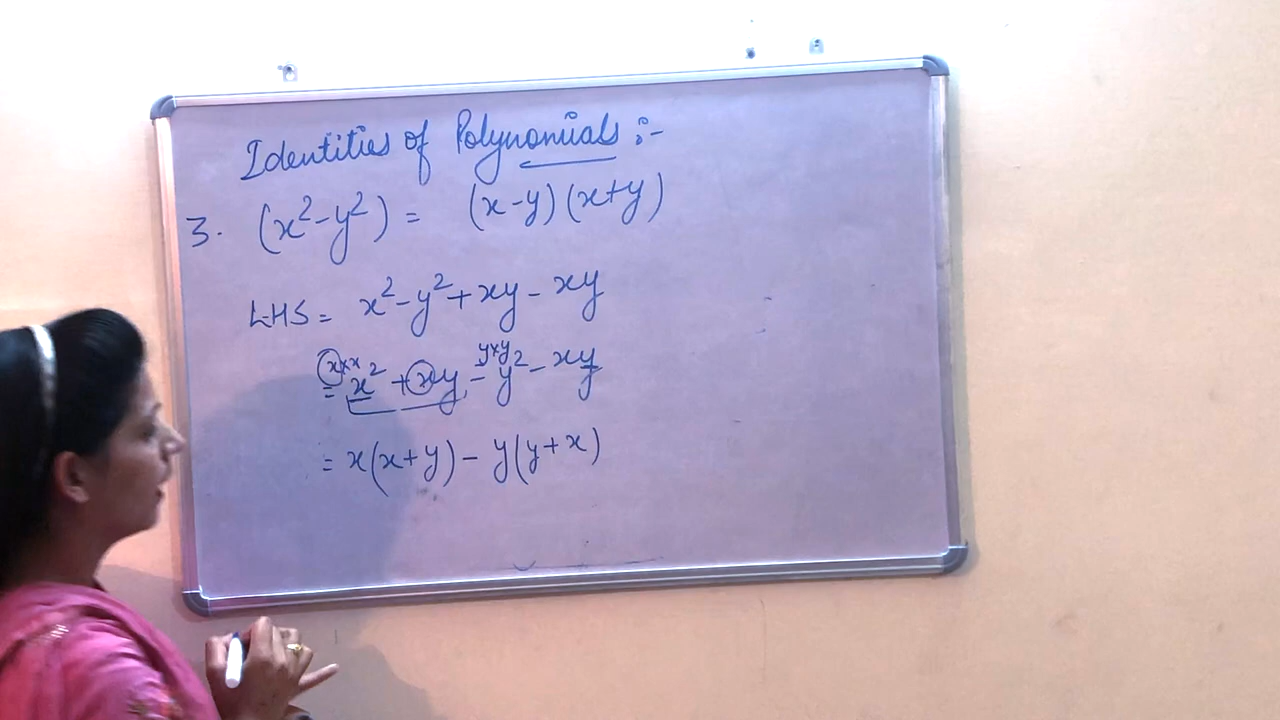 Identities of Polynomials :-
3. (x²-y²) = (x-y)(x+y)
LHS = x²-y²+xy-xy
x×x y×y
= x²+xy-y²-xy
= x(x+y)-y(y+x)